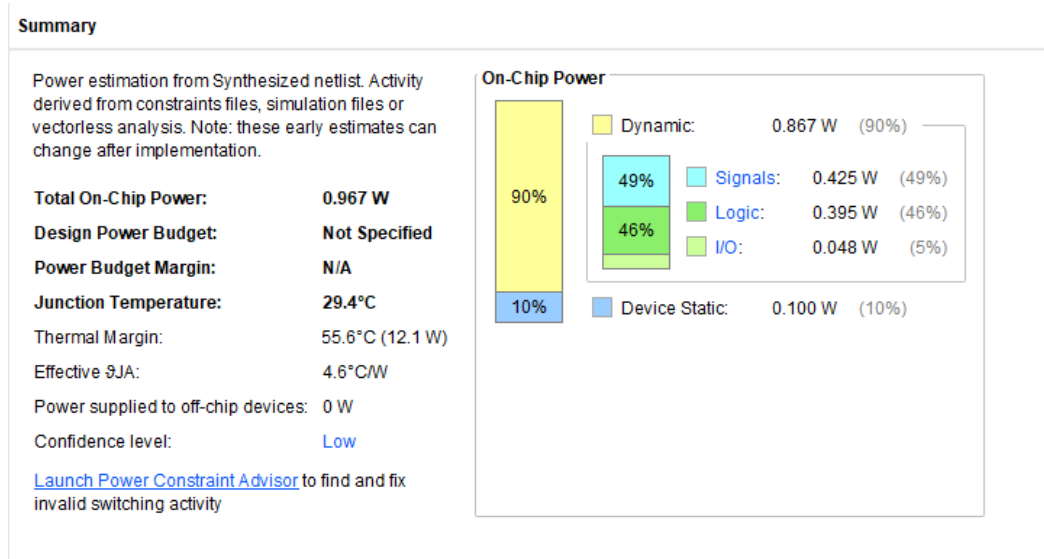 Summary
Power estimation from Synthesized netlist. Activity
derived from constraints files, simulation files or
vectorless analysis. Note: these early estimates can
change after implementation.
Total On-Chip Power: 0.967 W
Design Power Budget: Not Specified
Power Budget Margin: N/A
Junction Temperature: 29.4°C
Thermal Margin: 55.6°C (12.1 W)
Effective ϑJA: 4.6°C/W
Power supplied to off-chip devices: 0 W
Confidence level: Low
Launch Power Constraint Advisor to find and fix
invalid switching activity
On-Chip Power
90%
10%
Dynamic: 0.867 W (90%)
49%
46%
Signals: 0.425 W (49%)
Logic: 0.395 W (46%)
I/O: 0.048 W (5%)
Device Static: 0.100 W (10%)